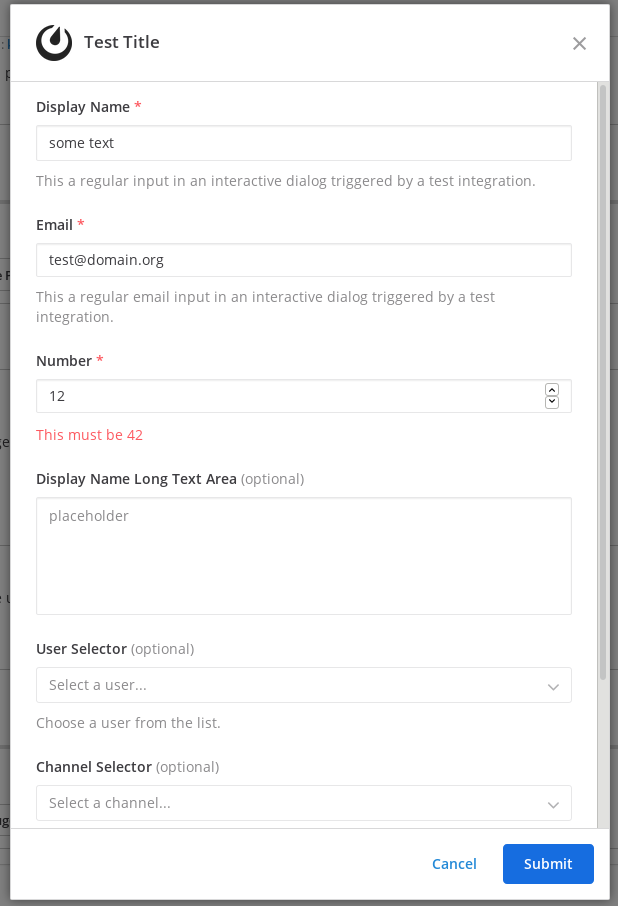 Test Title
Display Name *
some text
This a regular input in an interactive dialog triggered by a test integration.
Email *
test@domain.org
This a regular email input in an interactive dialog triggered by a test
integration.
Number *
12
This must be 42
Display Name Long Text Area (optional)
placeholder
User Selector (optional)
Select a user...
Choose a user from the list.
Channel Selector (optional)
Select a channel...
Cancel
Submit